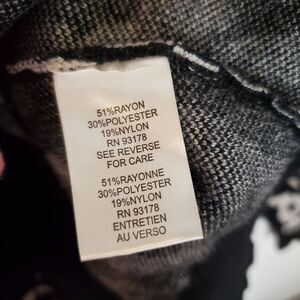 51%RAYON
30%POLYESTER
19%NYLON
RN 93178
SEE REVERSE
FOR CARE
51%RAYONNE
30%POLYESTER
19%NYLON
RN 93178
ENTRETIEN
AU VERSO